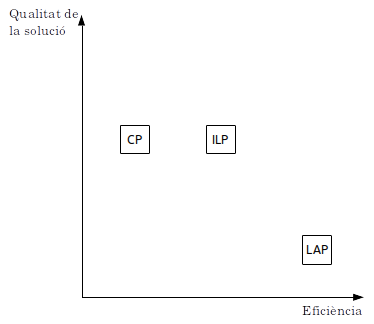 Qualitat de
la solució
CP
ILP
LAP
Eficiència